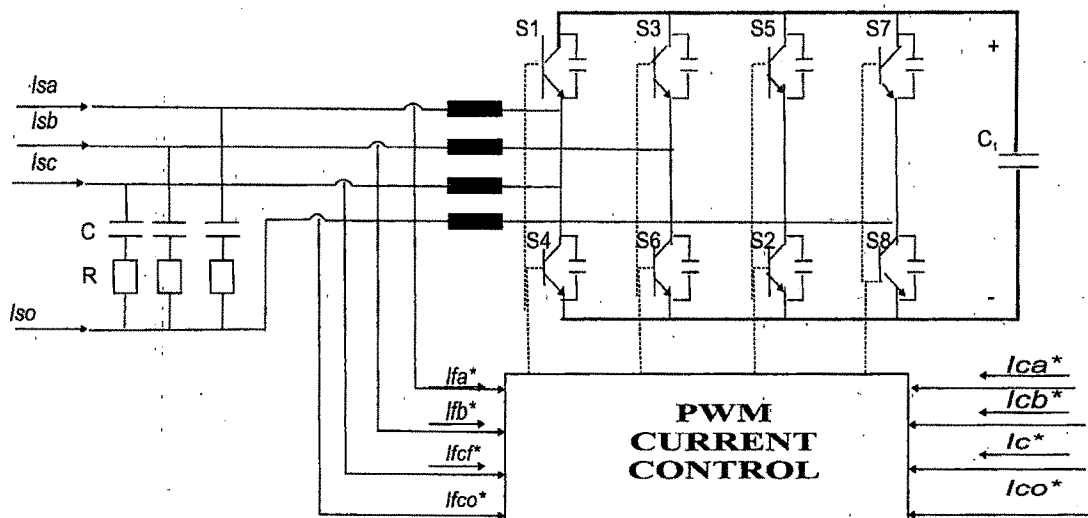 S1 S3 S5 S7
+
Isa
Isb
Isc
C1
C
S4 S6 S2 S8
R
-
Iso
Ifa*
Ifb*
Ifcf*
Ifco*
PWM
CURRENT
CONTROL
Ica*
Icb*
Ic*
Ico*